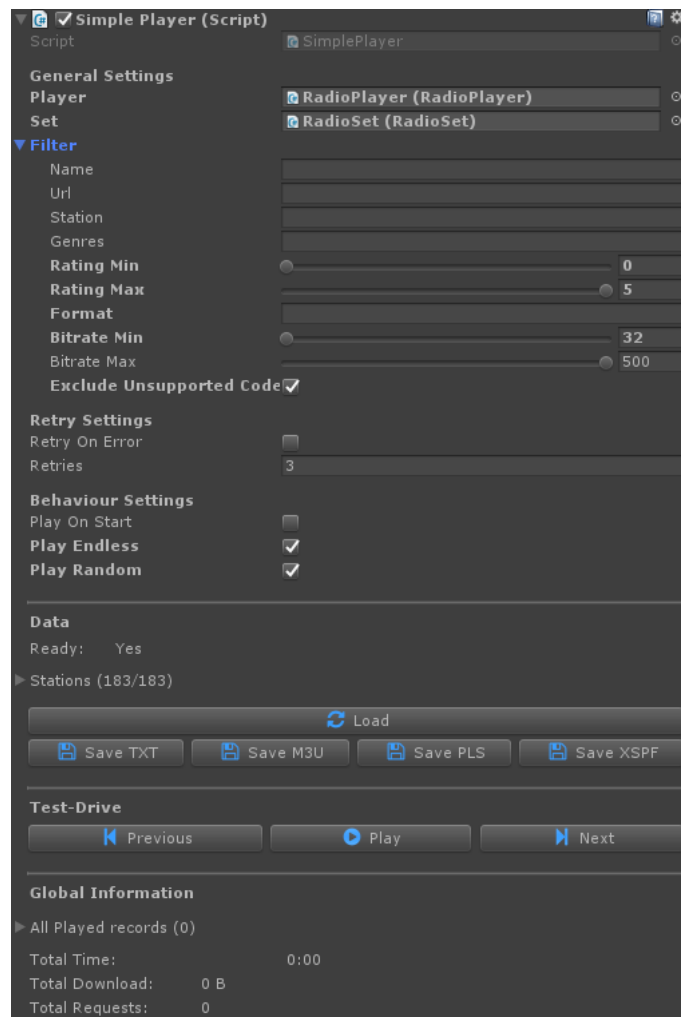 Simple Player (Script)
Script SimplePlayer
General Settings
Player RadioPlayer (RadioPlayer)
Set RadioSet (RadioSet)
Filter
Name
Url
Station
Genres
Rating Min 0
Rating Max 5
Format
Bitrate Min 32
Bitrate Max 500
Exclude Unsupported Code
Retry Settings
Retry On Error
Retries 3
Behaviour Settings
Play On Start
Play Endless
Play Random
Data
Ready: Yes
Stations (183/183)
Load
Save TXT Save M3U Save PLS Save XSPF
Test-Drive
Previous Play Next
Global Information
All Played records (0)
Total Time: 0:00
Total Download: 0 B
Total Requests: 0